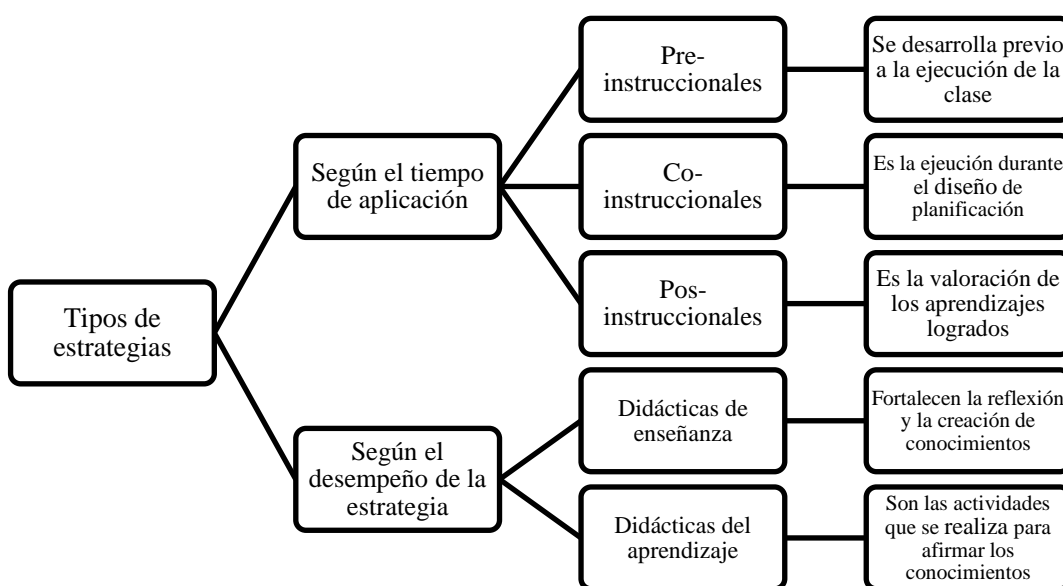 Tipos de
estrategias
Según el tiempo
de aplicación
Pre-
instruccionales
Se desarrolla previo
a la ejecución de la
clase
Co-
instruccionales
Es la ejeución durante
el diseño de
planificación
Pos-
instruccionales
Es la valoración de
los aprendizajes
logrados
Según el
desempeño de la
estrategia
Didácticas de
enseñanza
Fortalecen la reflexión
y la creación de
conocimientos
Didácticas del
aprendizaje
Son las actividades
que se realiza para
afirmar los
conocimientos